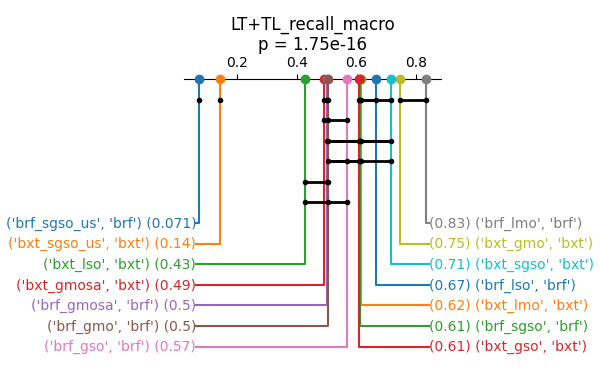 LT+TL_recall_macro
p = 1.75e-16
0.2 0.4 0.6 0.8
('brf_sgso_us', 'brf') (0.071) (0.83) ('brf_lmo', 'brf')
('bxt_sgso_us', 'bxt') (0.14) (0.75) ('bxt_gmo', 'bxt')
('bxt_lso', 'bxt') (0.43) (0.71) ('bxt_sgso', 'bxt')
('bxt_gmosa', 'bxt') (0.49) (0.67) ('brf_lso', 'brf')
('brf_gmosa', 'brf') (0.5) (0.62) ('bxt_lmo', 'bxt')
('brf_gmo', 'brf') (0.5) (0.61) ('brf_sgso', 'brf')
('brf_gso', 'brf') (0.57) (0.61) ('bxt_gso', 'bxt')